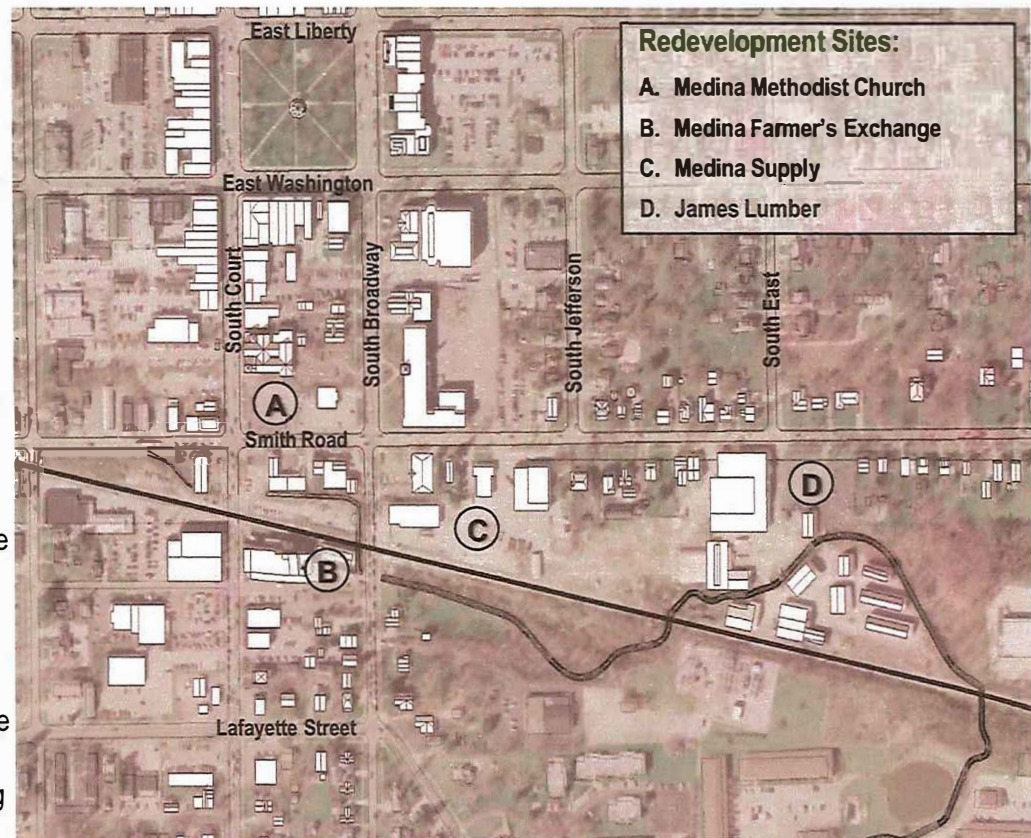 East Liberty
Redevelopment Sites:
A. Medina Methodist Church
B. Medina Farmer's Exchange
C. Medina Supply
D. James Lumber
East Washington
South Court
South Broadway
South Jefferson
South East
A
Smith Road
B
C
D
Lafayette Street
e
e
g